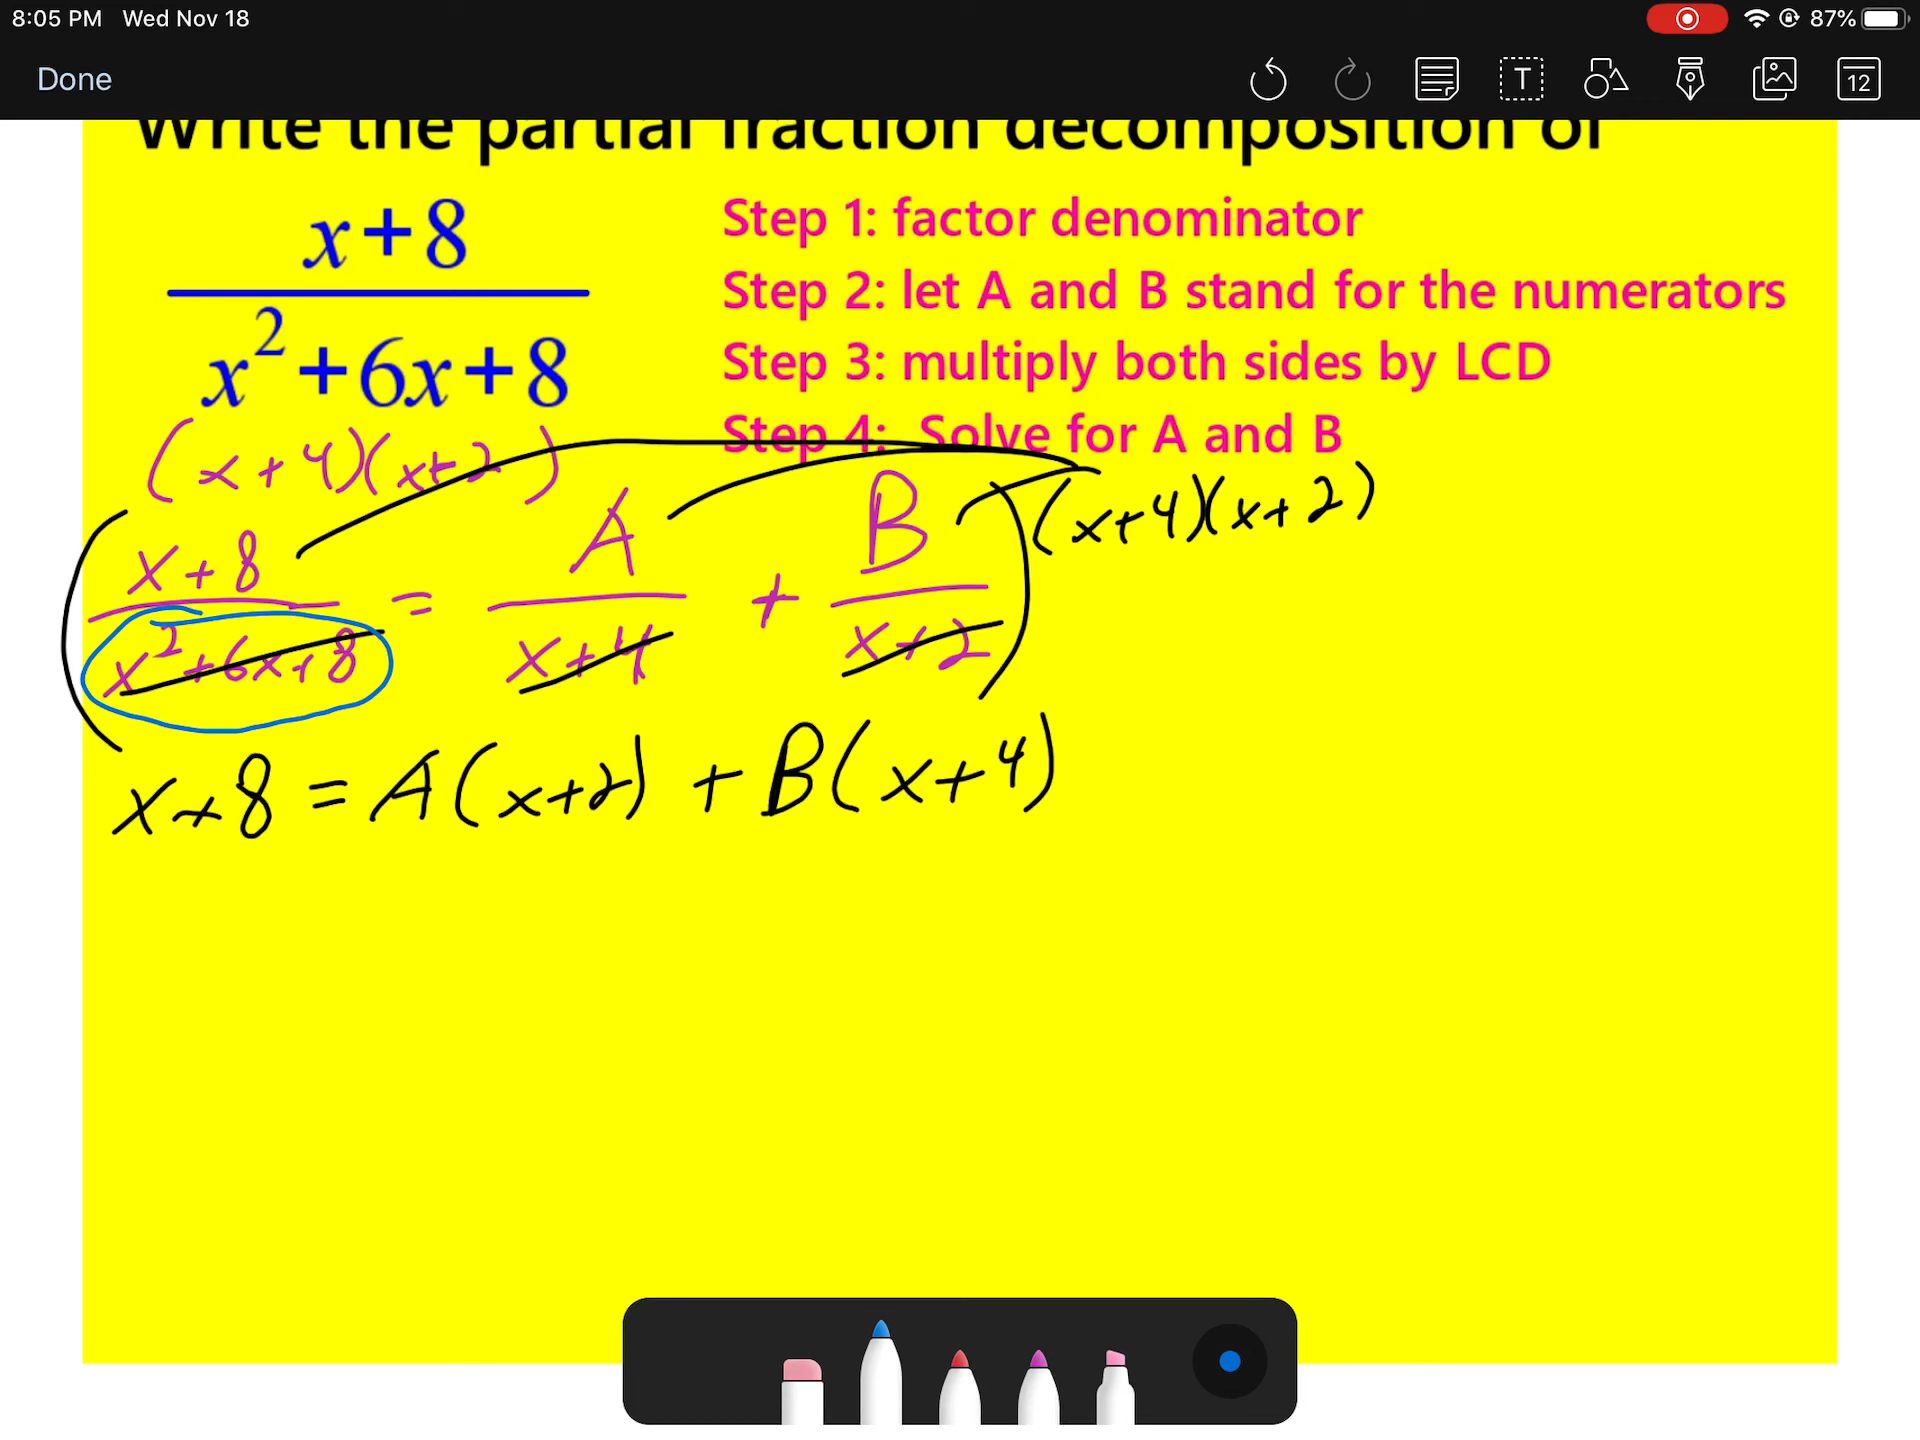 8:05 PM Wed Nov 18 87%
Done T 12
Write the partial fraction decomposition of
x+8
x²+6x+8
Step 1: factor denominator
Step 2: let A and B stand for the numerators
Step 3: multiply both sides by LCD
Step 4: Solve for A and B
(x+4)(x+2)
x+8 = A + B (x+4)(x+2)
x²+6x+8 x+4 x+2
x+8 = A(x+2) + B(x+4)